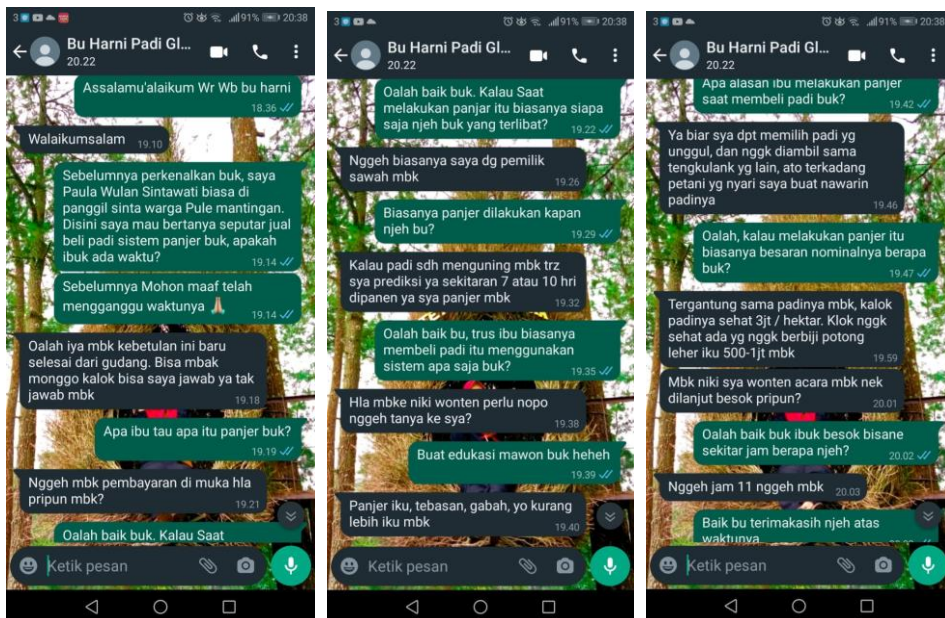 3 91% 20:38
Bu Harni Padi Gl...
20.22
Assalamu'alaikum Wr Wb bu harni
18.36
Walaikumsalam 19.10
Sebelumnya perkenalkan buk, saya
Paula Wulan Sintawati biasa di
panggil sinta warga Pule mantingan.
Disini saya mau bertanya seputar jual
beli padi sistem panjer buk, apakah
ibuk ada waktu?
19.14
Sebelumnya Mohon maaf telah
mengganggu waktunya 🙏🏻
19.14
Oalah iya mbk kebetulan ini baru
selesai dari gudang. Bisa mbak
monggo kalok bisa saya jawab ya tak
jawab mbk
19.18
Apa ibu tau apa itu panjer buk?
19.19
Nggeh mbk pembayaran di muka hla
pripun mbk?
19.21
Oalah baik buk. Kalau Saat
Ketik pesan
3 91% 20:38
Bu Harni Padi Gl...
20.22
Oalah baik buk. Kalau Saat
melakukan panjar itu biasanya siapa
saja njeh buk yang terlibat?
19.22
Nggeh biasanya saya dg pemilik
sawah mbk
19.26
Biasanya panjer dilakukan kapan
njeh bu?
19.29
Kalau padi sdh menguning mbk trz
sya prediksi ya sekitaran 7 atau 10 hri
dipanen ya sya panjer mbk
19.32
Oalah baik bu, trus ibu biasanya
membeli padi itu menggunakan
sistem apa saja buk?
19.35
Hla mbke niki wonten perlu nopo
nggeh tanya ke sya?
19.38
Buat edukasi mawon buk heheh
19.39
Panjer iku, tebasan, gabah, yo kurang
lebih iku mbk
19.40
Ketik pesan
3 91% 20:38
Bu Harni Padi Gl...
20.22
Apa alasan ibu melakukan panjer
saat membeli padi buk?
19.42
Ya biar sya dpt memilih padi yg
unggul, dan nggk diambil sama
tengkulank yg lain, ato terkadang
petani yg nyari saya buat nawarin
padinya
19.46
Oalah, kalau melakukan panjer itu
biasanya besaran nominalnya berapa
buk?
19.47
Tergantung sama padinya mbk, kalok
padinya sehat 3jt / hektar. Klok nggk
sehat ada yg nggk berbiji potong
leher iku 500-1jt mbk
19.59
Mbk niki sya wonten acara mbk nek
dilanjut besok pripun?
20.01
Oalah baik buk ibuk besok bisane
sekitar jam berapa njeh?
20.02
Nggeh jam 11 nggeh mbk 20.03
Baik bu terimakasih njeh atas
waktunya
Ketik pesan